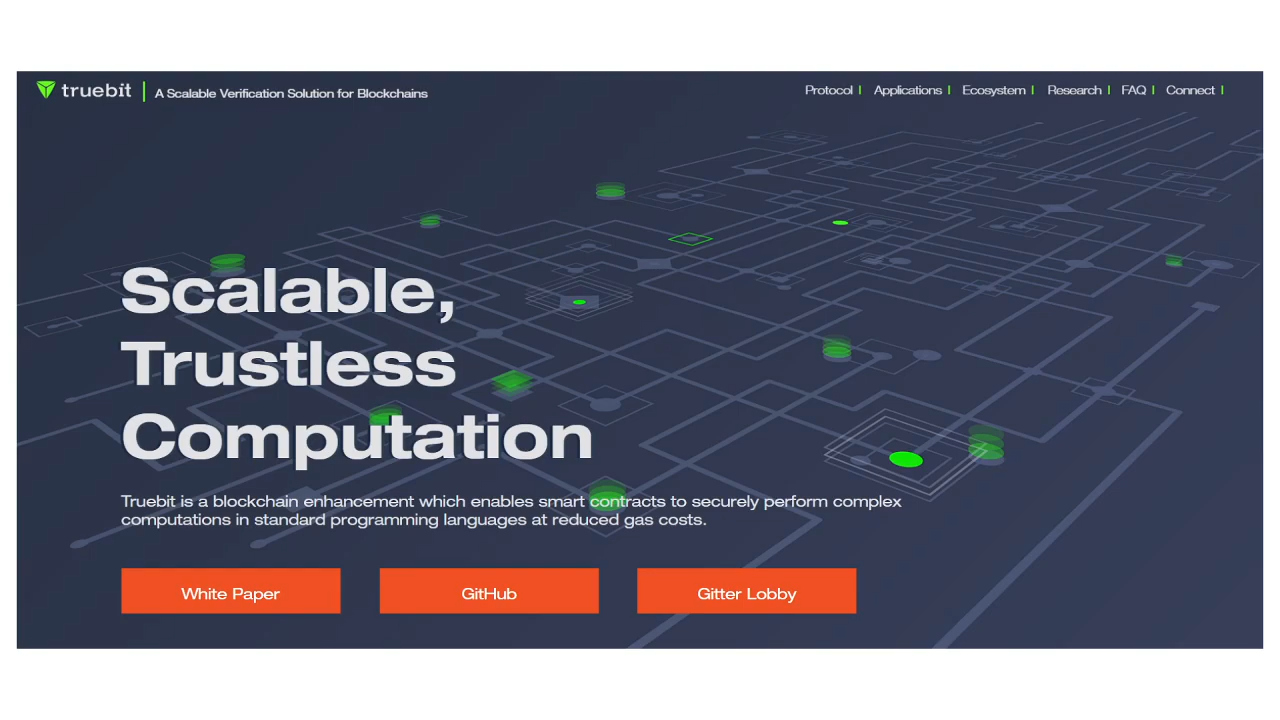 truebit
A Scalable Verification Solution for Blockchains
Protocol
Applications
Ecosystem
Research
FAQ
Connect
Scalable,
Trustless
Computation
Truebit is a blockchain enhancement which enables smart contracts to securely perform complex
computations in standard programming languages at reduced gas costs.
White Paper
GitHub
Gitter Lobby